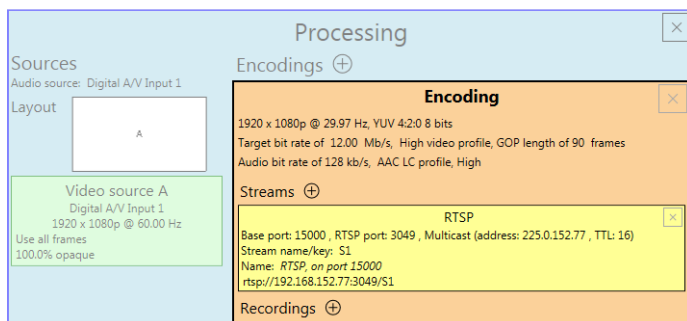 Processing
Sources
Audio source: Digital A/V Input 1
Layout
A
Video source A
Digital A/V Input 1
1920 x 1080p @ 60.00 Hz
Use all frames
100.0% opaque
Encodings
Encoding
1920 x 1080p @ 29.97 Hz, YUV 4:2:0 8 bits
Target bit rate of 12.00 Mb/s, High video profile, GOP length of 90 frames
Audio bit rate of 128 kb/s, AAC LC profile, High
Streams
RTSP
Base port: 15000 , RTSP port: 3049 , Multicast (address: 225.0.152.77 , TTL: 16)
Stream name/key: S1
Name: RTSP, on port 15000
rtsp://192.168.152.77:3049/S1
Recordings